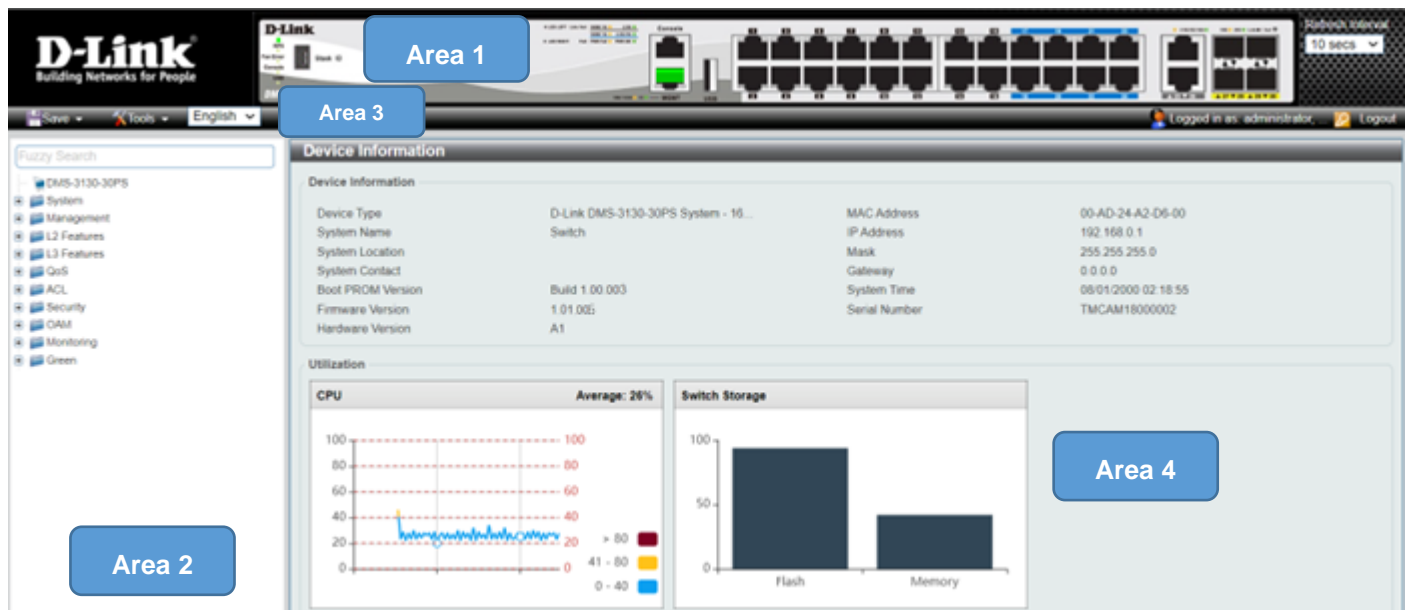 D-Link
Building Networks for People
D-Link
Console
Area 1
Refresh Interval
10 secs
Save
Tools
English
Area 3
Logged in as: administrator, ...
Logout
Fuzzy Search
DMS-3130-30PS
System
Management
L2 Features
L3 Features
QoS
ACL
Security
OAM
Monitoring
Green
Area 2
Device Information
Device Information
Device Type D-Link DMS-3130-30PS System - 16... MAC Address 00-AD-24-A2-D6-00
System Name Switch IP Address 192.168.0.1
System Location Mask 255.255.255.0
System Contact Gateway 0.0.0.0
Boot PROM Version Build 1.00.003 System Time 08/01/2000 02:18:55
Firmware Version 1.01.005 Serial Number TMCAM18000002
Hardware Version A1
Utilization
CPU Average: 26%
100 100
80 80
60 60
40 40
20 20
0 0
> 80
41 - 80
0 - 40
Switch Storage
100
50
0
Flash Memory
Area 4